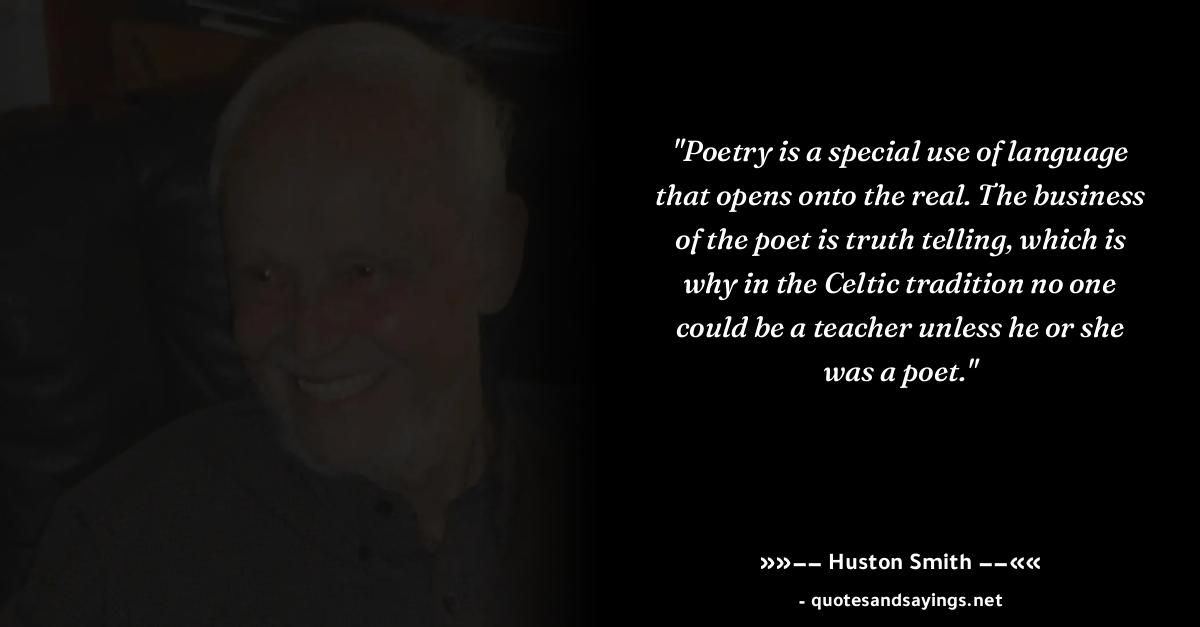 "Poetry is a special use of language
that opens onto the real. The business
of the poet is truth telling, which is
why in the Celtic tradition no one
could be a teacher unless he or she
was a poet."
»»–– Huston Smith ––««
- quotesandsayings.net